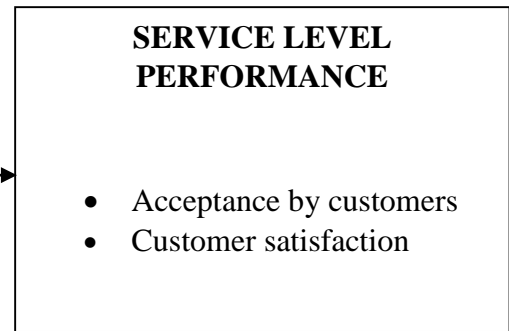 SERVICE LEVEL
PERFORMANCE
• Acceptance by customers
• Customer satisfaction